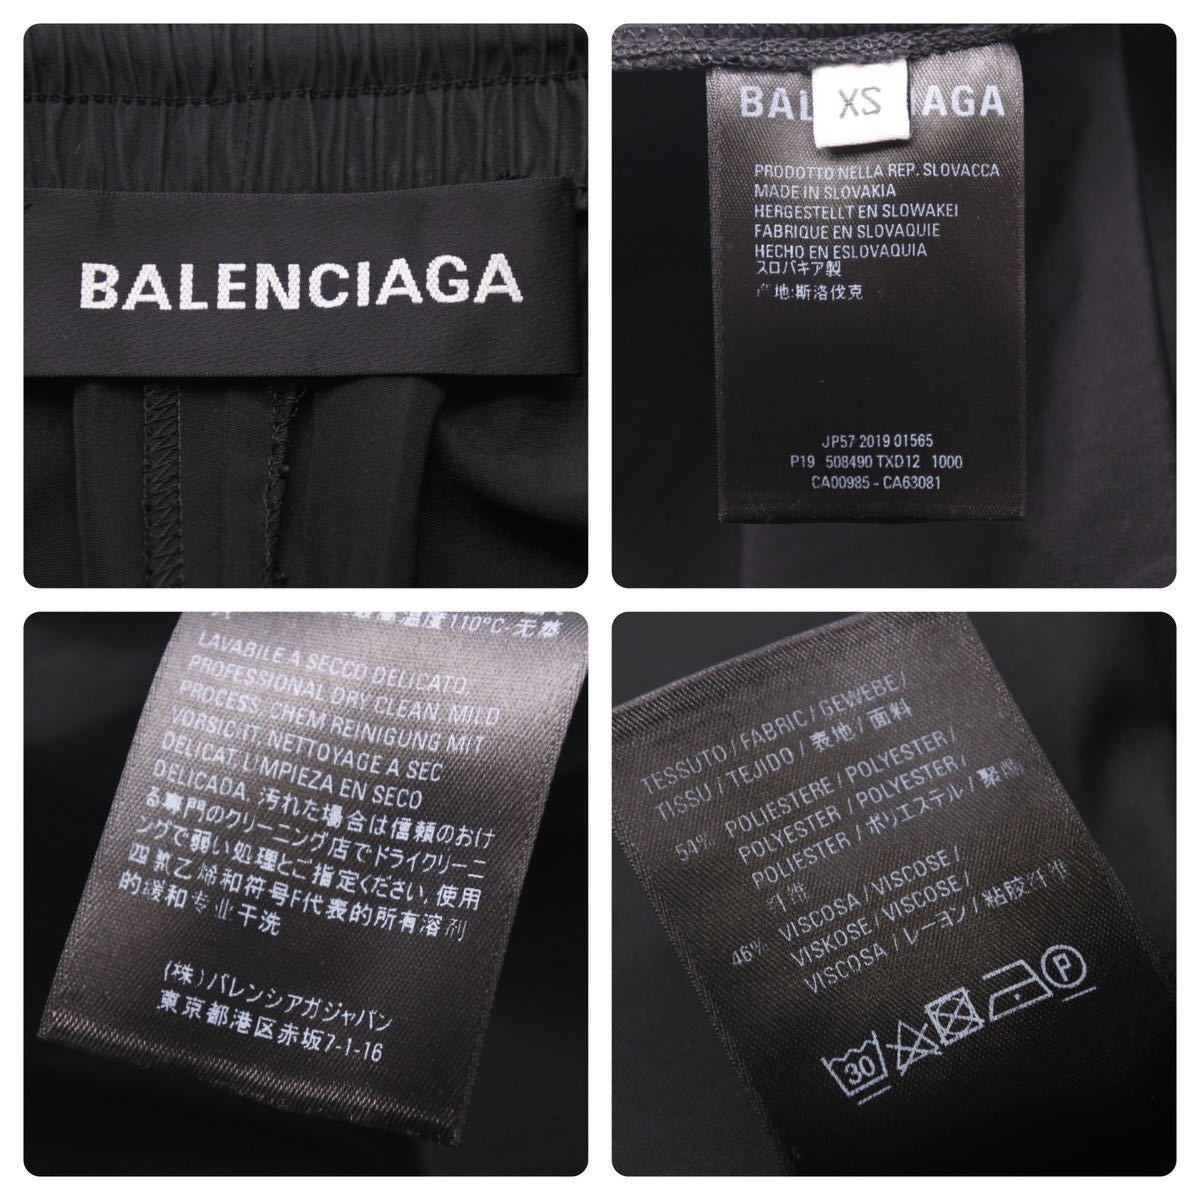 BALENCIAGA
BAL AGA
XS
PRODOTTO NELLA REP. SLOVACCA
MADE IN SLOVAKIA
HERGESTELLT EN SLOWAKEI
FABRIQUE EN SLOVAQUIE
HECHO EN ESLOVAQUIA
スロバキア製
地:斯洛伐克
JP57 2019 01565
P19 508490 TXD12 1000
CA00985 - CA63081
温度110°C-无蒸
LAVABILE A SECCO DELICATO,
PROFESSIONAL DRY CLEAN, MILD
PROCESS, CHEM REINIGUNG MIT
VORSICHT, NETTOYAGE A SEC
DELICAT, LIMPIEZA EN SECO
DELICADA, 汚れた場合は信頼のおけ
る専門のクリーニング店でドライクリーニ
ングで弱い処理とご指定ください, 使用
四氯乙烯和符号F代表的所有溶剂
的缓和专业干洗
(株)バレンシアガジャパン
東京都港区赤坂7-1-16
TESSUTO / FABRIC / GEWEBE /
TISSU / TEJIDO / 表地 / 面料
54% POLIESTERE / POLYESTER /
POLYESTER / POLYESTER /
POLIESTER / ポリエステル / 聚酯
46% VISCOSA / VISCOSE /
VISKOSE / VISCOSE /
VISCOSA / レーヨン / 粘胶纤维
30 P